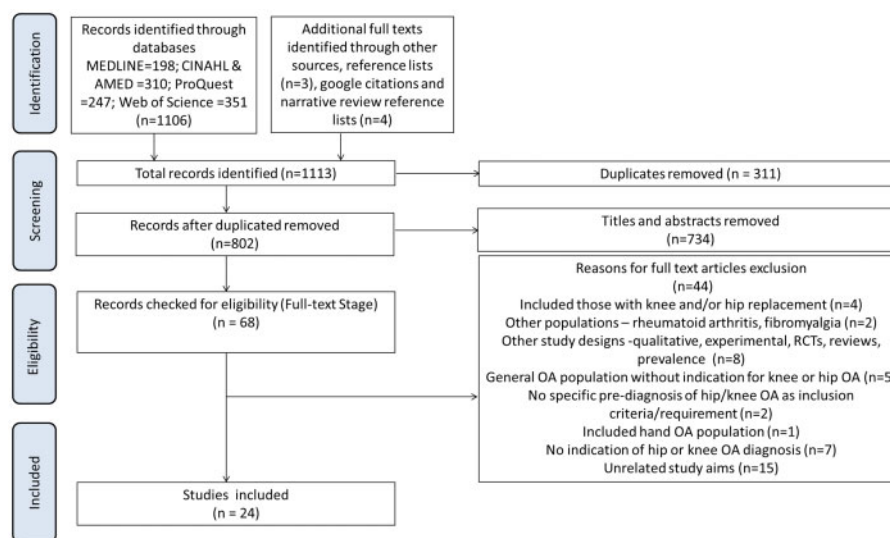 Identification
Records identified through
databases
MEDLINE=198; CINAHL &
AMED =310; ProQuest
=247; Web of Science =351
(n=1106)
Additional full texts
identified through other
sources, reference lists
(n=3), google citations and
narrative review reference
lists (n=4)
Screening
Total records identified (n=1113)
Duplicates removed (n = 311)
Records after duplicated removed
(n=802)
Titles and abstracts removed
(n=734)
Eligibility
Records checked for eligibility (Full-text Stage)
(n = 68)
Reasons for full text articles exclusion
(n=44)
Included those with knee and/or hip replacement (n=4)
Other populations – rheumatoid arthritis, fibromyalgia (n=2)
Other study designs -qualitative, experimental, RCTs, reviews,
prevalence (n=8)
General OA population without indication for knee or hip OA (n=5
No specific pre-diagnosis of hip/knee OA as inclusion
criteria/requirement (n=2)
Included hand OA population (n=1)
No indication of hip or knee OA diagnosis (n=7)
Unrelated study aims (n=15)
Included
Studies included
(n = 24)